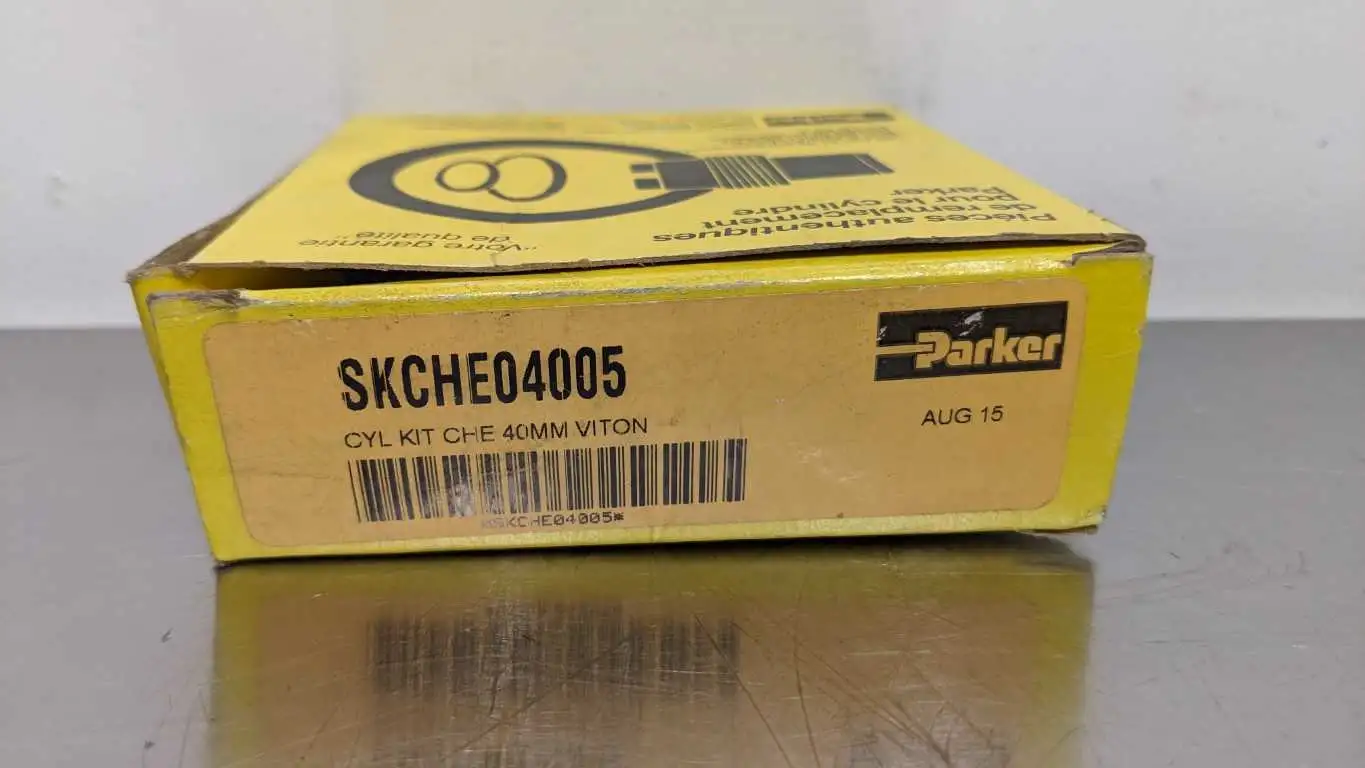 Pièces authentiques
de remplacement
pour le cylindre
Parker
"Votre garantie
de qualité"
SKCHE04005
CYL KIT CHE 40MM VITON
*SKCHE04005*
Parker
AUG 15